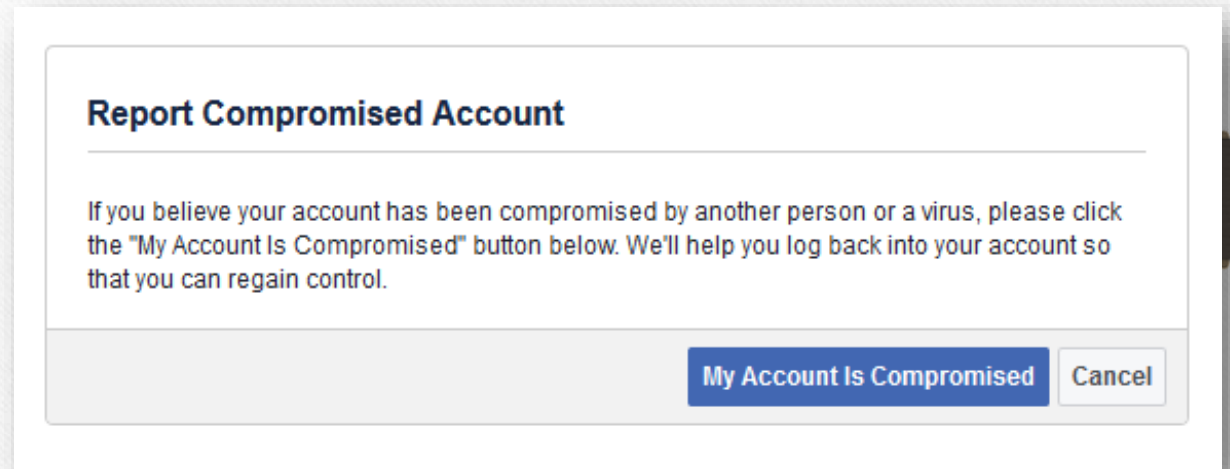 Report Compromised Account
If you believe your account has been compromised by another person or a virus, please click
the "My Account Is Compromised" button below. We'll help you log back into your account so
that you can regain control.
My Account Is Compromised Cancel